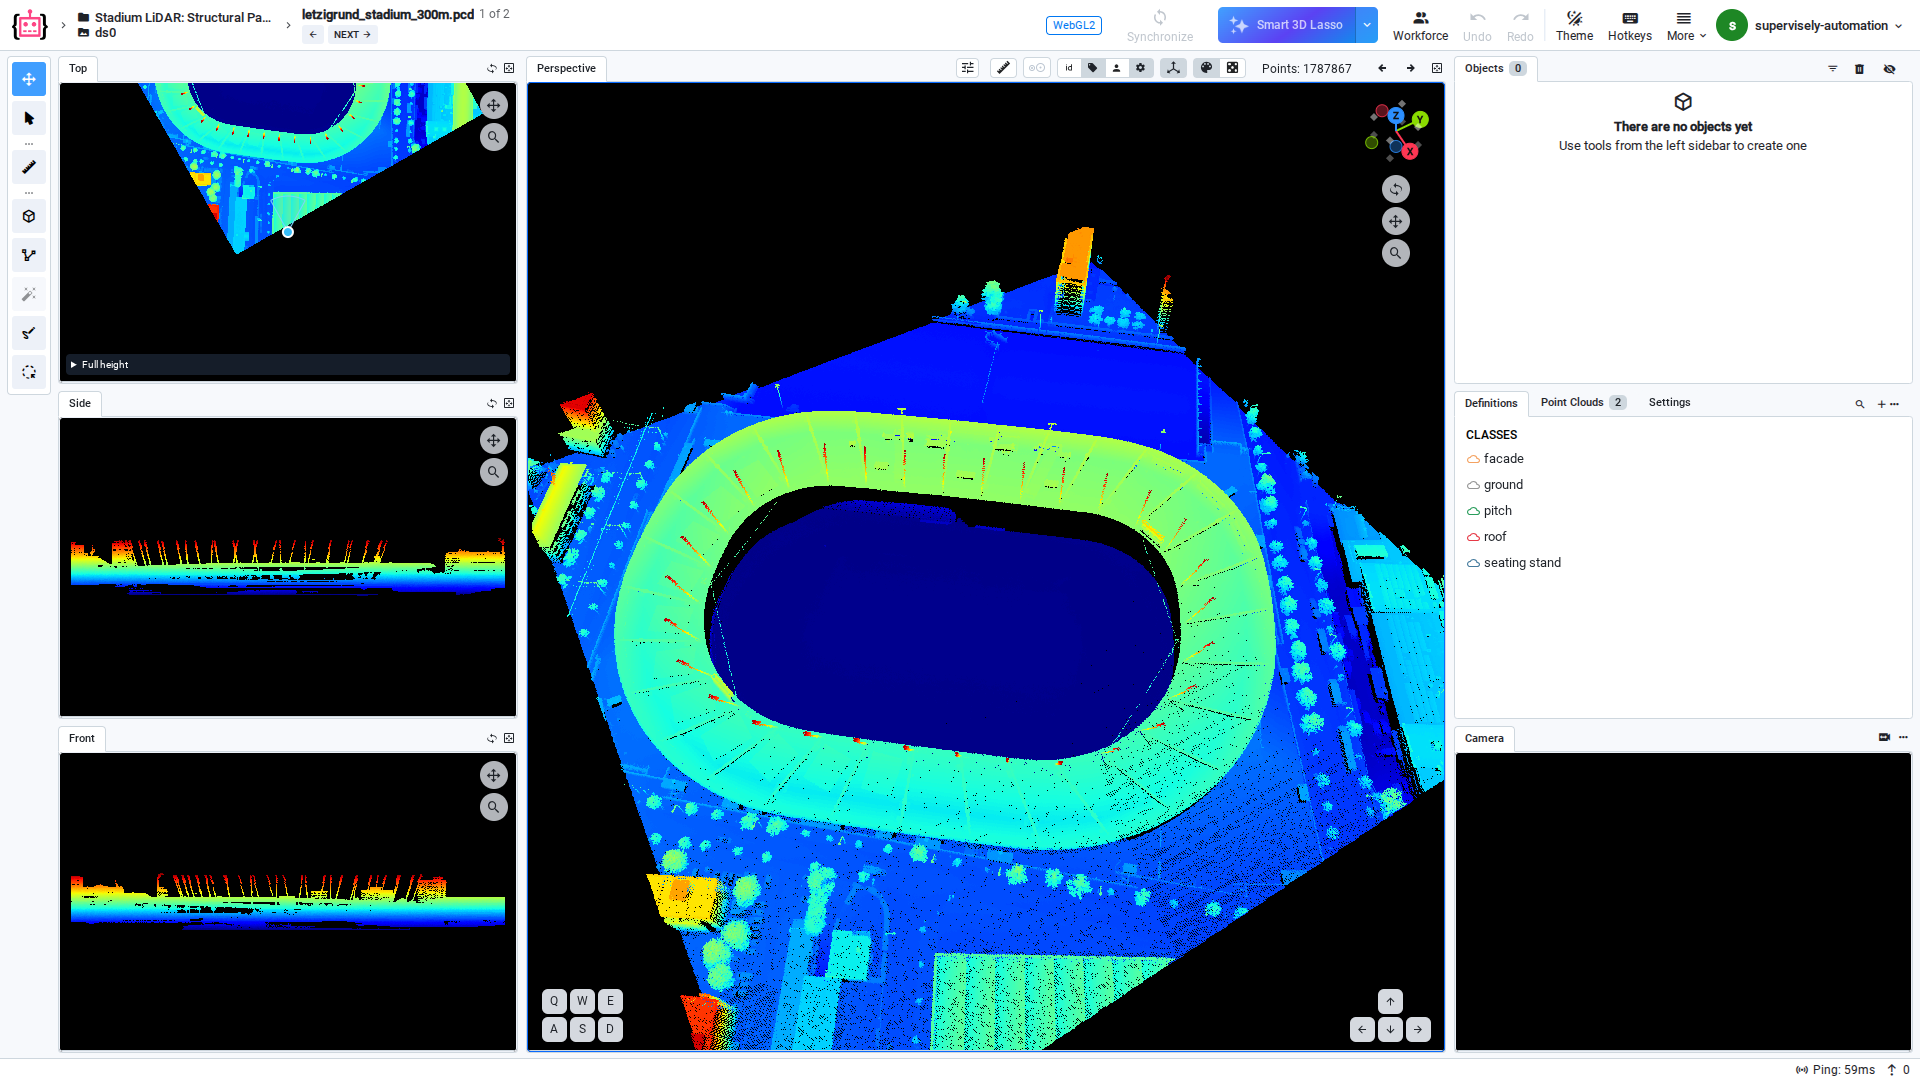 Stadium LiDAR: Structural Pa...
ds0
letzigrund_stadium_300m.pcd 1 of 2
NEXT
WebGL2
Synchronize
Smart 3D Lasso
Workforce
Undo
Redo
Theme
Hotkeys
More
s
supervisely-automation
Top
Full height
Side
Front
Perspective
id
Points: 1787867
Z
Y
X
Q W E
A S D
Objects 0
There are no objects yet
Use tools from the left sidebar to create one
Definitions
Point Clouds 2
Settings
CLASSES
facade
ground
pitch
roof
seating stand
Camera
Ping: 59ms
0